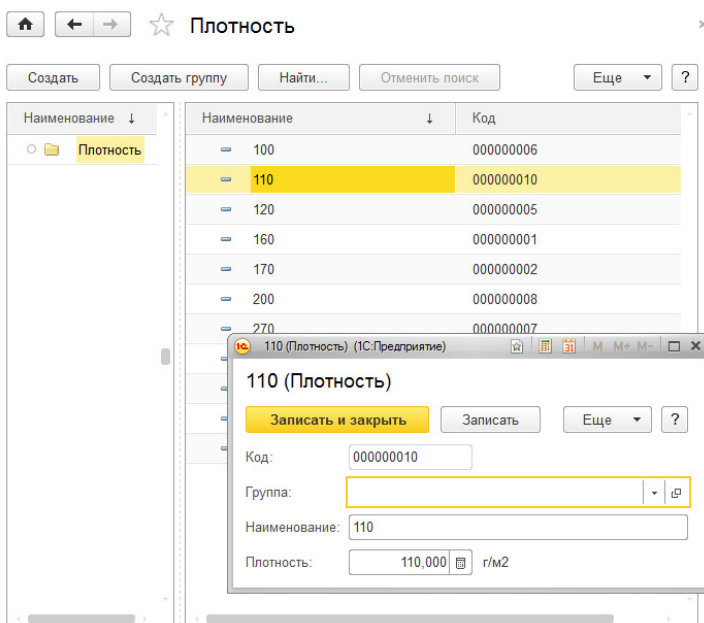 Плотность
Создать Создать группу Найти... Отменить поиск Еще ?
Наименование ↓ Наименование ↓ Код
Плотность 100 000000006
110 000000010
120 000000005
160 000000001
170 000000002
200 000000008
270 000000007
1С 110 (Плотность) (1С:Предприятие) 31 M M+ M-
110 (Плотность)
Записать и закрыть Записать Еще ?
Код: 000000010
Группа:
Наименование: 110
Плотность: 110,000 г/м2